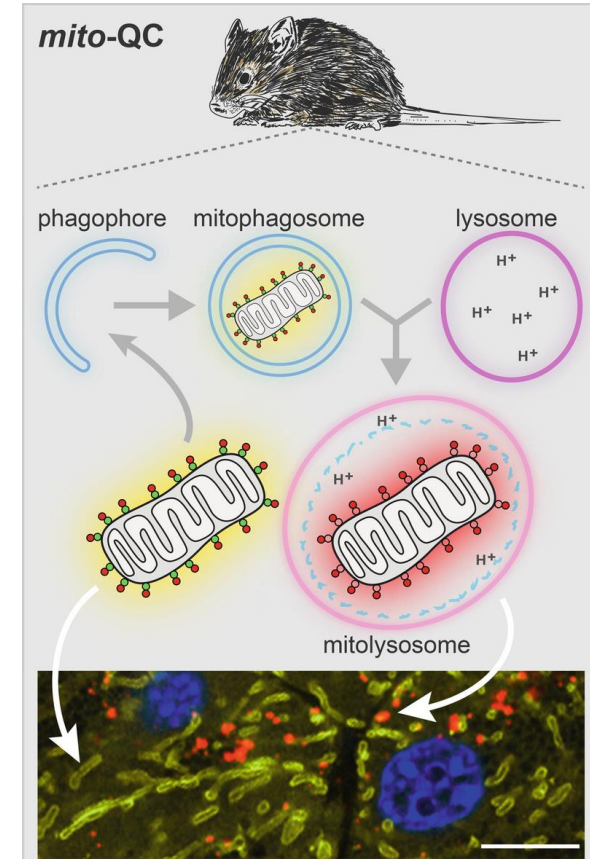 mito-QC
phagophore
mitophagosome
lysosome
H+
H+
H+
H+
H+
H+
H+
H+
mitolysosome